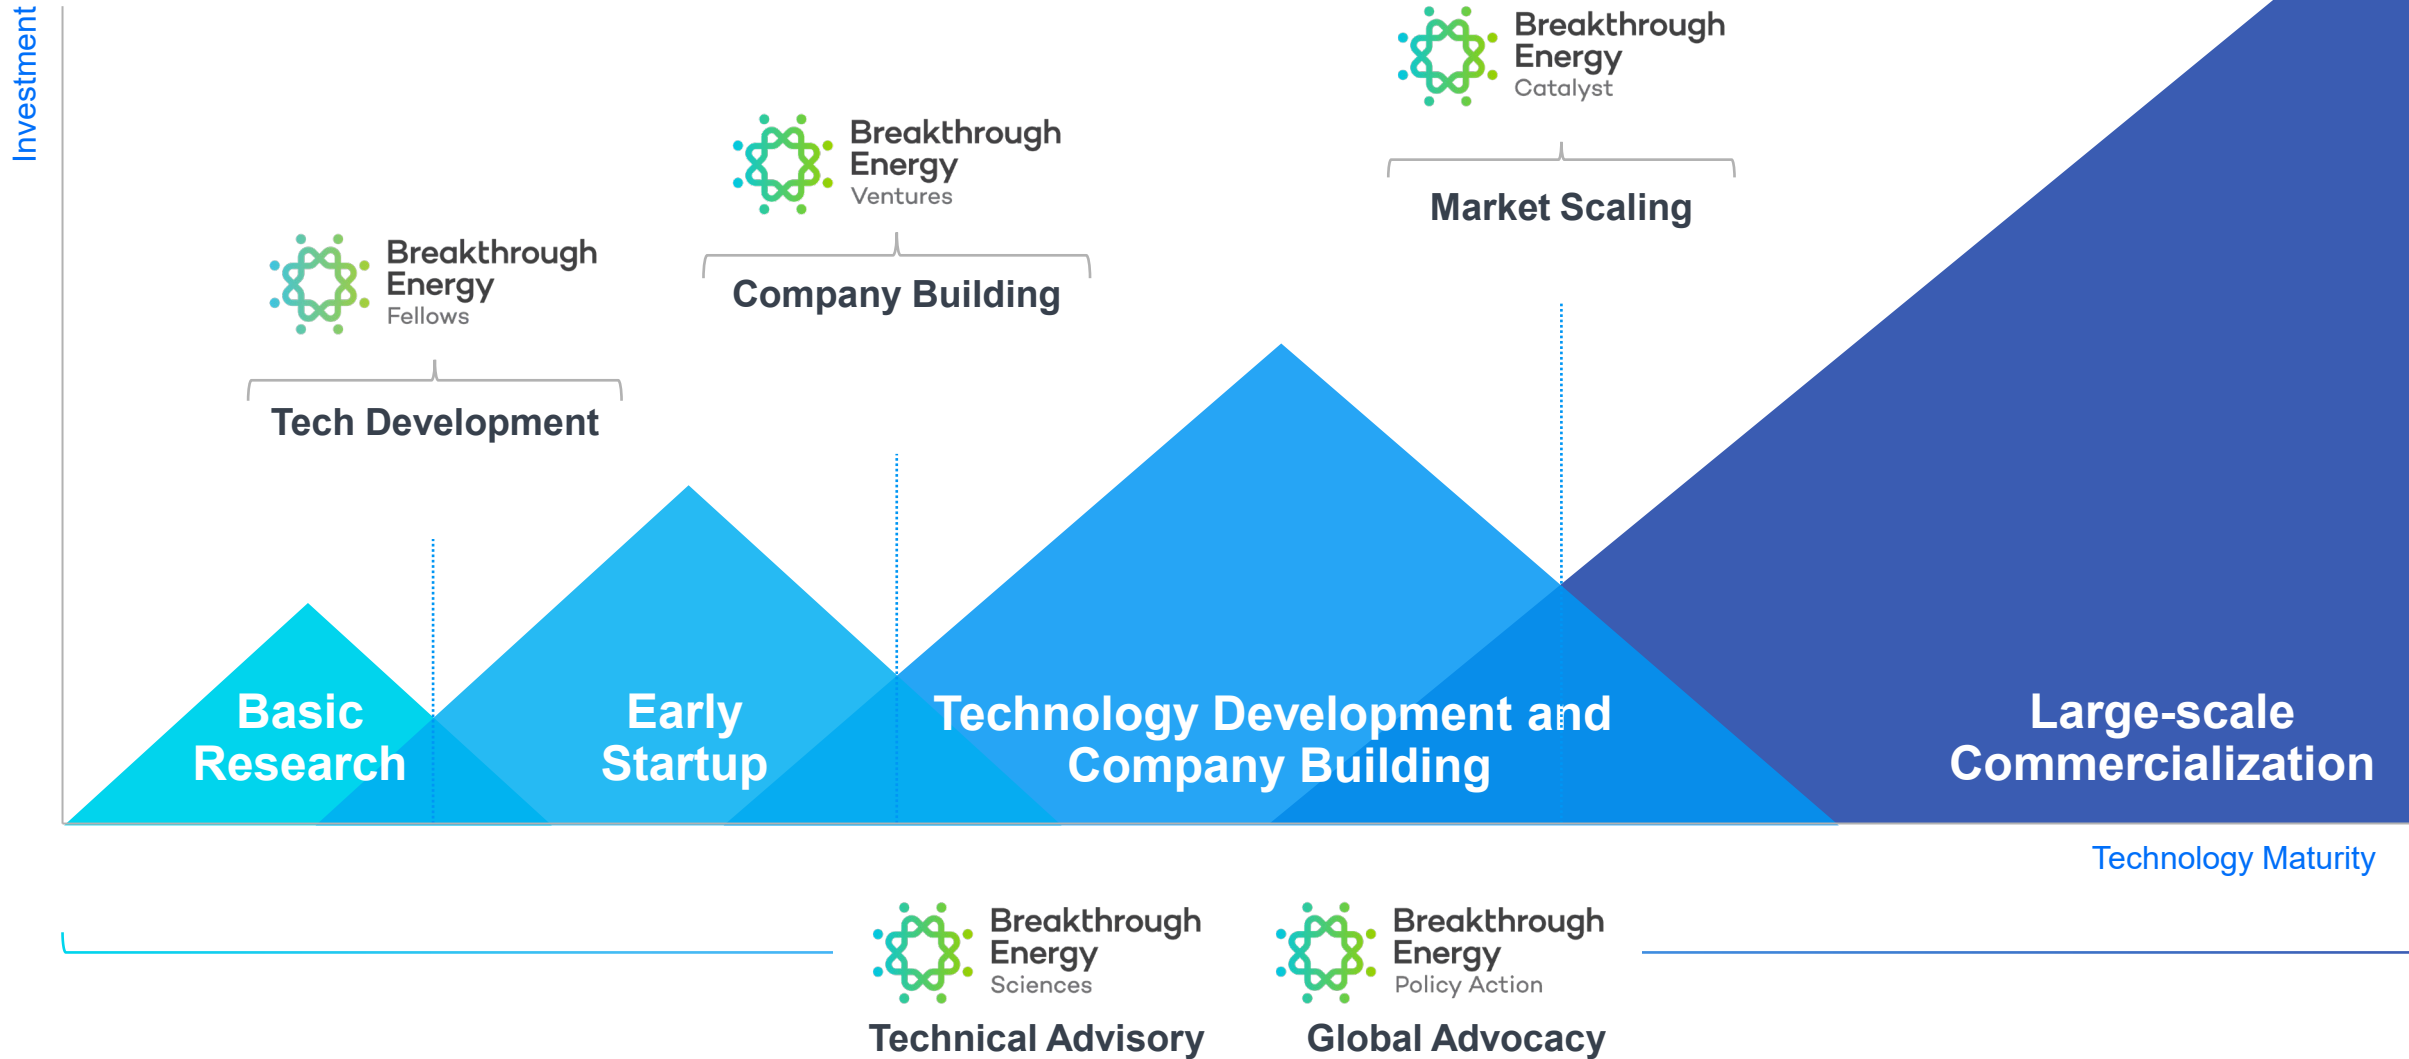 Investment
Breakthrough
Energy
Catalyst
Market Scaling
Breakthrough
Energy
Ventures
Company Building
Breakthrough
Energy
Fellows
Tech Development
Basic
Research
Early
Startup
Technology Development and
Company Building
Large-scale
Commercialization
Technology Maturity
Breakthrough
Energy
Sciences
Technical Advisory
Breakthrough
Energy
Policy Action
Global Advocacy